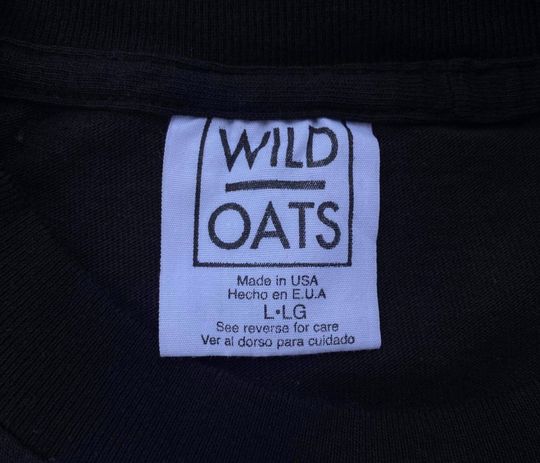 WILD
OATS
Made in USA
Hecho en E.U.A
L•LG
See reverse for care
Ver al dorso para cuidado